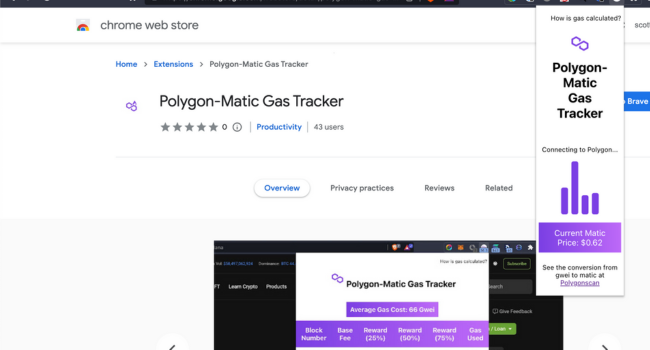 chrome web store
scott
Home > Extensions > Polygon-Matic Gas Tracker
Polygon-Matic Gas Tracker
0
Productivity
43 users
Brave
Overview
Privacy practices
Reviews
Related
How is gas calculated?
Polygon-
Matic
Gas
Tracker
Connecting to Polygon...
Current Matic
Price: $0.62
See the conversion from
gwei to matic at
Polygonscan
How is gas calculated?
Polygon-Matic Gas Tracker
Average Gas Cost: 66 Gwei
Block Number
Base Fee
Reward (25%)
Reward (50%)
Reward (75%)
Gas Used
Learn Crypto
Products
Subscribe
Search
Give Feedback
Learn